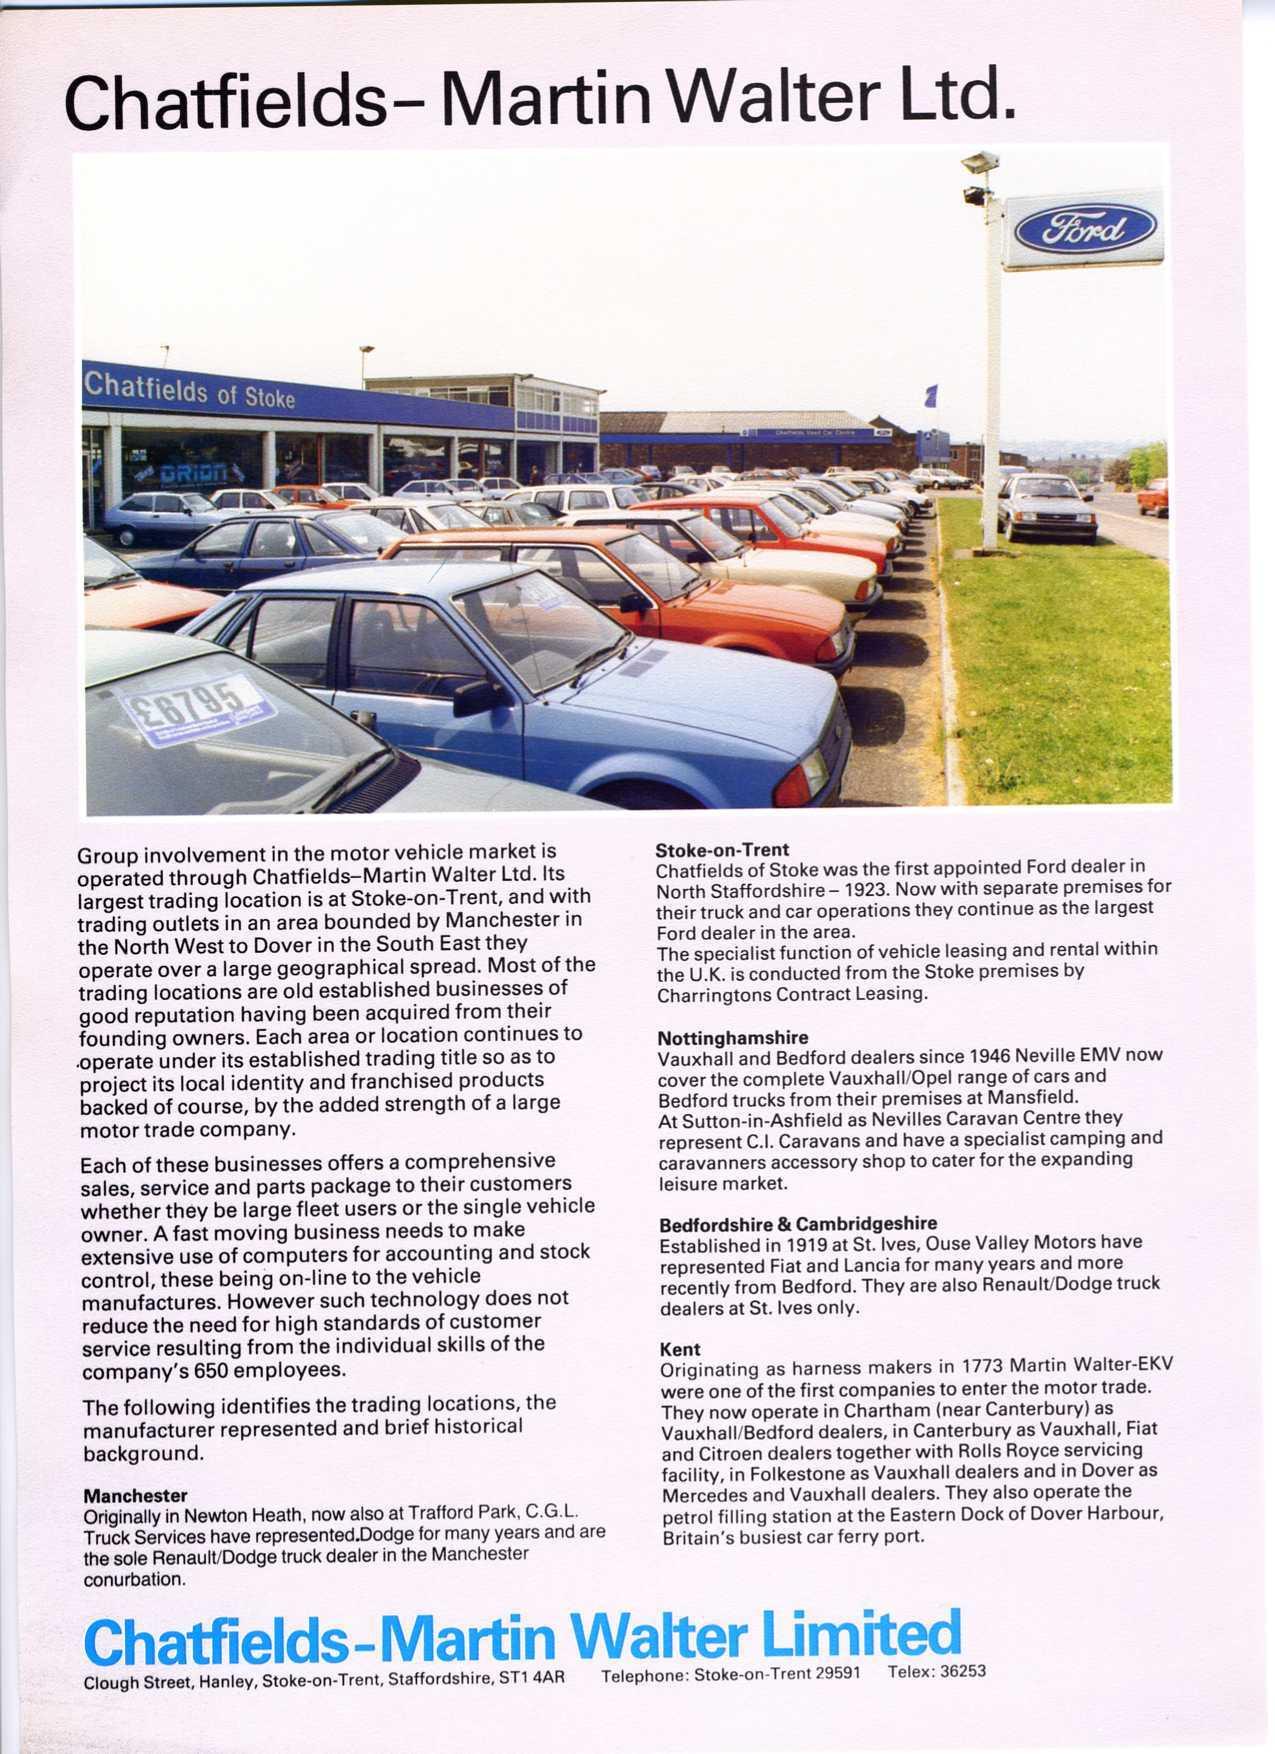 Chatfields– Martin Walter Ltd.
Ford
Chatfields of Stoke
ORION
Chatfields Used Car Centre
£6795
Group involvement in the motor vehicle market is
operated through Chatfields–Martin Walter Ltd. Its
largest trading location is at Stoke-on-Trent, and with
trading outlets in an area bounded by Manchester in
the North West to Dover in the South East they
operate over a large geographical spread. Most of the
trading locations are old established businesses of
good reputation having been acquired from their
founding owners. Each area or location continues to
operate under its established trading title so as to
project its local identity and franchised products
backed of course, by the added strength of a large
motor trade company.
Each of these businesses offers a comprehensive
sales, service and parts package to their customers
whether they be large fleet users or the single vehicle
owner. A fast moving business needs to make
extensive use of computers for accounting and stock
control, these being on-line to the vehicle
manufactures. However such technology does not
reduce the need for high standards of customer
service resulting from the individual skills of the
company's 650 employees.
The following identifies the trading locations, the
manufacturer represented and brief historical
background.
Manchester
Originally in Newton Heath, now also at Trafford Park, C.G.L.
Truck Services have represented.Dodge for many years and are
the sole Renault/Dodge truck dealer in the Manchester
conurbation.
Stoke-on-Trent
Chatfields of Stoke was the first appointed Ford dealer in
North Staffordshire – 1923. Now with separate premises for
their truck and car operations they continue as the largest
Ford dealer in the area.
The specialist function of vehicle leasing and rental within
the U.K. is conducted from the Stoke premises by
Charringtons Contract Leasing.
Nottinghamshire
Vauxhall and Bedford dealers since 1946 Neville EMV now
cover the complete Vauxhall/Opel range of cars and
Bedford trucks from their premises at Mansfield.
At Sutton-in-Ashfield as Nevilles Caravan Centre they
represent C.I. Caravans and have a specialist camping and
caravanners accessory shop to cater for the expanding
leisure market.
Bedfordshire & Cambridgeshire
Established in 1919 at St. Ives, Ouse Valley Motors have
represented Fiat and Lancia for many years and more
recently from Bedford. They are also Renault/Dodge truck
dealers at St. Ives only.
Kent
Originating as harness makers in 1773 Martin Walter-EKV
were one of the first companies to enter the motor trade.
They now operate in Chartham (near Canterbury) as
Vauxhall/Bedford dealers, in Canterbury as Vauxhall, Fiat
and Citroen dealers together with Rolls Royce servicing
facility, in Folkestone as Vauxhall dealers and in Dover as
Mercedes and Vauxhall dealers. They also operate the
petrol filling station at the Eastern Dock of Dover Harbour,
Britain's busiest car ferry port.
Chatfields–Martin Walter Limited
Clough Street, Hanley, Stoke-on-Trent, Staffordshire, ST1 4AR Telephone: Stoke-on-Trent 29591 Telex: 36253